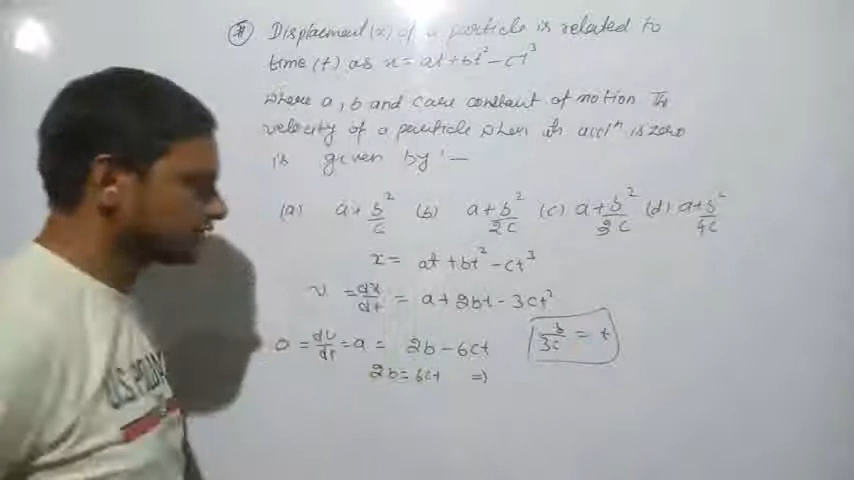 # Displacement (x) of a particle is related to
time (t) as x = at + bt² - ct³
where a, b and c are constant of motion The
velocity of a particle when its accⁿ is zero
is given by :—
(a) a + b²/c (b) a + b²/2c (c) a + b²/3c (d) a + b²/4c
x = at + bt² - ct³
v = dx/dt = a + 2bt - 3ct²
o = dv/dt = a = 2b - 6ct
b/3c = t
2b = 6ct ⇒
U.S POLO